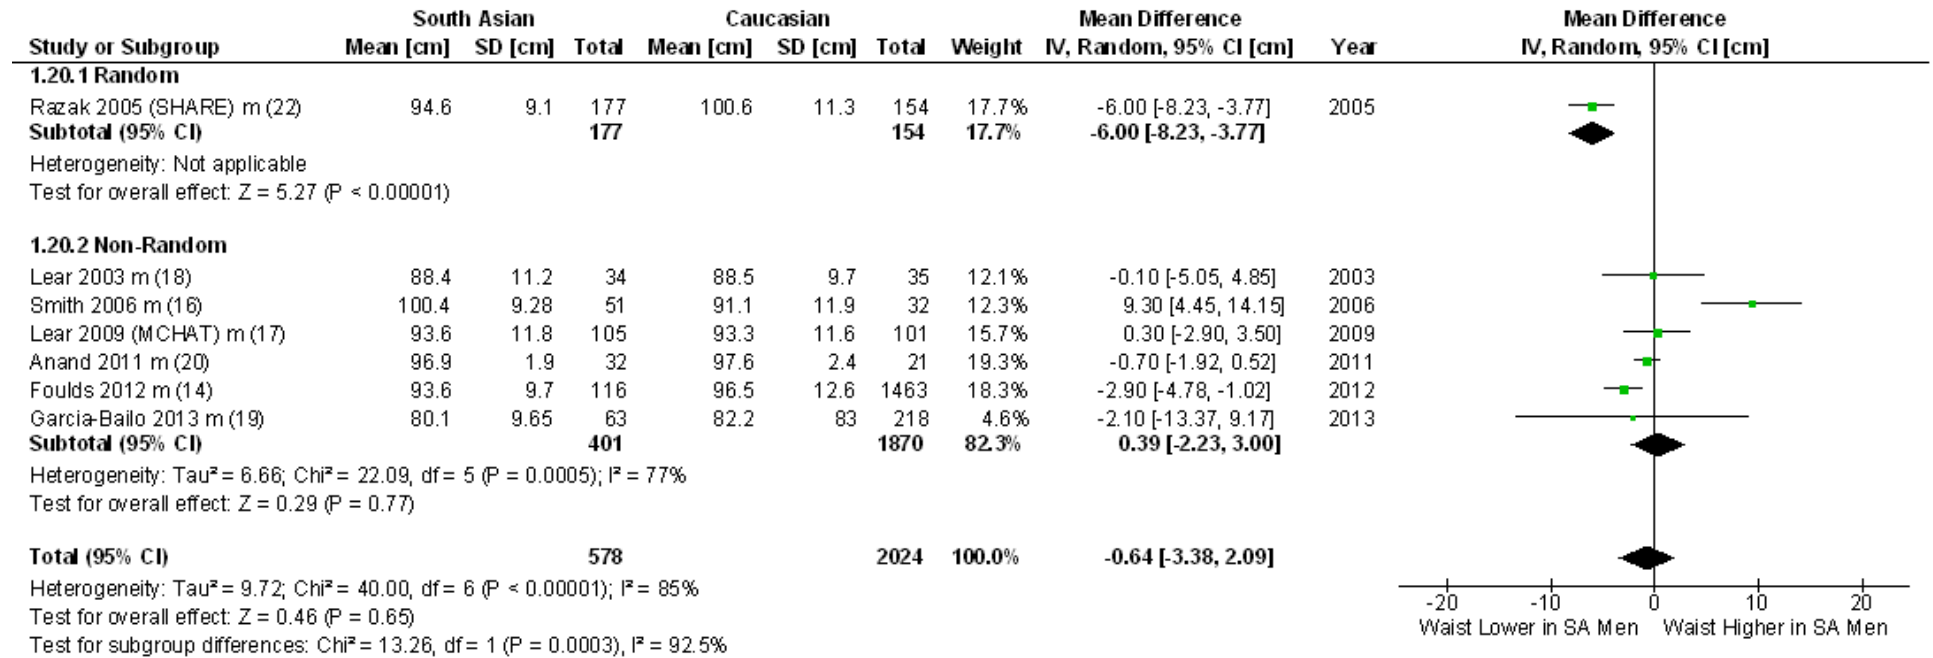 South Asian Caucasian Mean Difference Mean Difference
Study or Subgroup Mean [cm] SD [cm] Total Mean [cm] SD [cm] Total Weight IV, Random, 95% CI [cm] Year IV, Random, 95% CI [cm]
1.20.1 Random
Razak 2005 (SHARE) m (22) 94.6 9.1 177 100.6 11.3 154 17.7% -6.00 [-8.23, -3.77] 2005
Subtotal (95% CI) 177 154 17.7% -6.00 [-8.23, -3.77]
Heterogeneity: Not applicable
Test for overall effect: Z = 5.27 (P < 0.00001)
1.20.2 Non-Random
Lear 2003 m (18) 88.4 11.2 34 88.5 9.7 35 12.1% -0.10 [-5.05, 4.85] 2003
Smith 2006 m (16) 100.4 9.28 51 91.1 11.9 32 12.3% 9.30 [4.45, 14.15] 2006
Lear 2009 (MCHAT) m (17) 93.6 11.8 105 93.3 11.6 101 15.7% 0.30 [-2.90, 3.50] 2009
Anand 2011 m (20) 96.9 1.9 32 97.6 2.4 21 19.3% -0.70 [-1.92, 0.52] 2011
Foulds 2012 m (14) 93.6 9.7 116 96.5 12.6 1463 18.3% -2.90 [-4.78, -1.02] 2012
Garcia-Bailo 2013 m (19) 80.1 9.65 63 82.2 83 218 4.6% -2.10 [-13.37, 9.17] 2013
Subtotal (95% CI) 401 1870 82.3% 0.39 [-2.23, 3.00]
Heterogeneity: Tau² = 6.66; Chi² = 22.09, df = 5 (P = 0.0005); I² = 77%
Test for overall effect: Z = 0.29 (P = 0.77)
Total (95% CI) 578 2024 100.0% -0.64 [-3.38, 2.09]
Heterogeneity: Tau² = 9.72; Chi² = 40.00, df = 6 (P < 0.00001); I² = 85%
Test for overall effect: Z = 0.46 (P = 0.65)
Test for subgroup differences: Chi² = 13.26, df = 1 (P = 0.0003), I² = 92.5%
-20 -10 0 10 20
Waist Lower in SA Men Waist Higher in SA Men